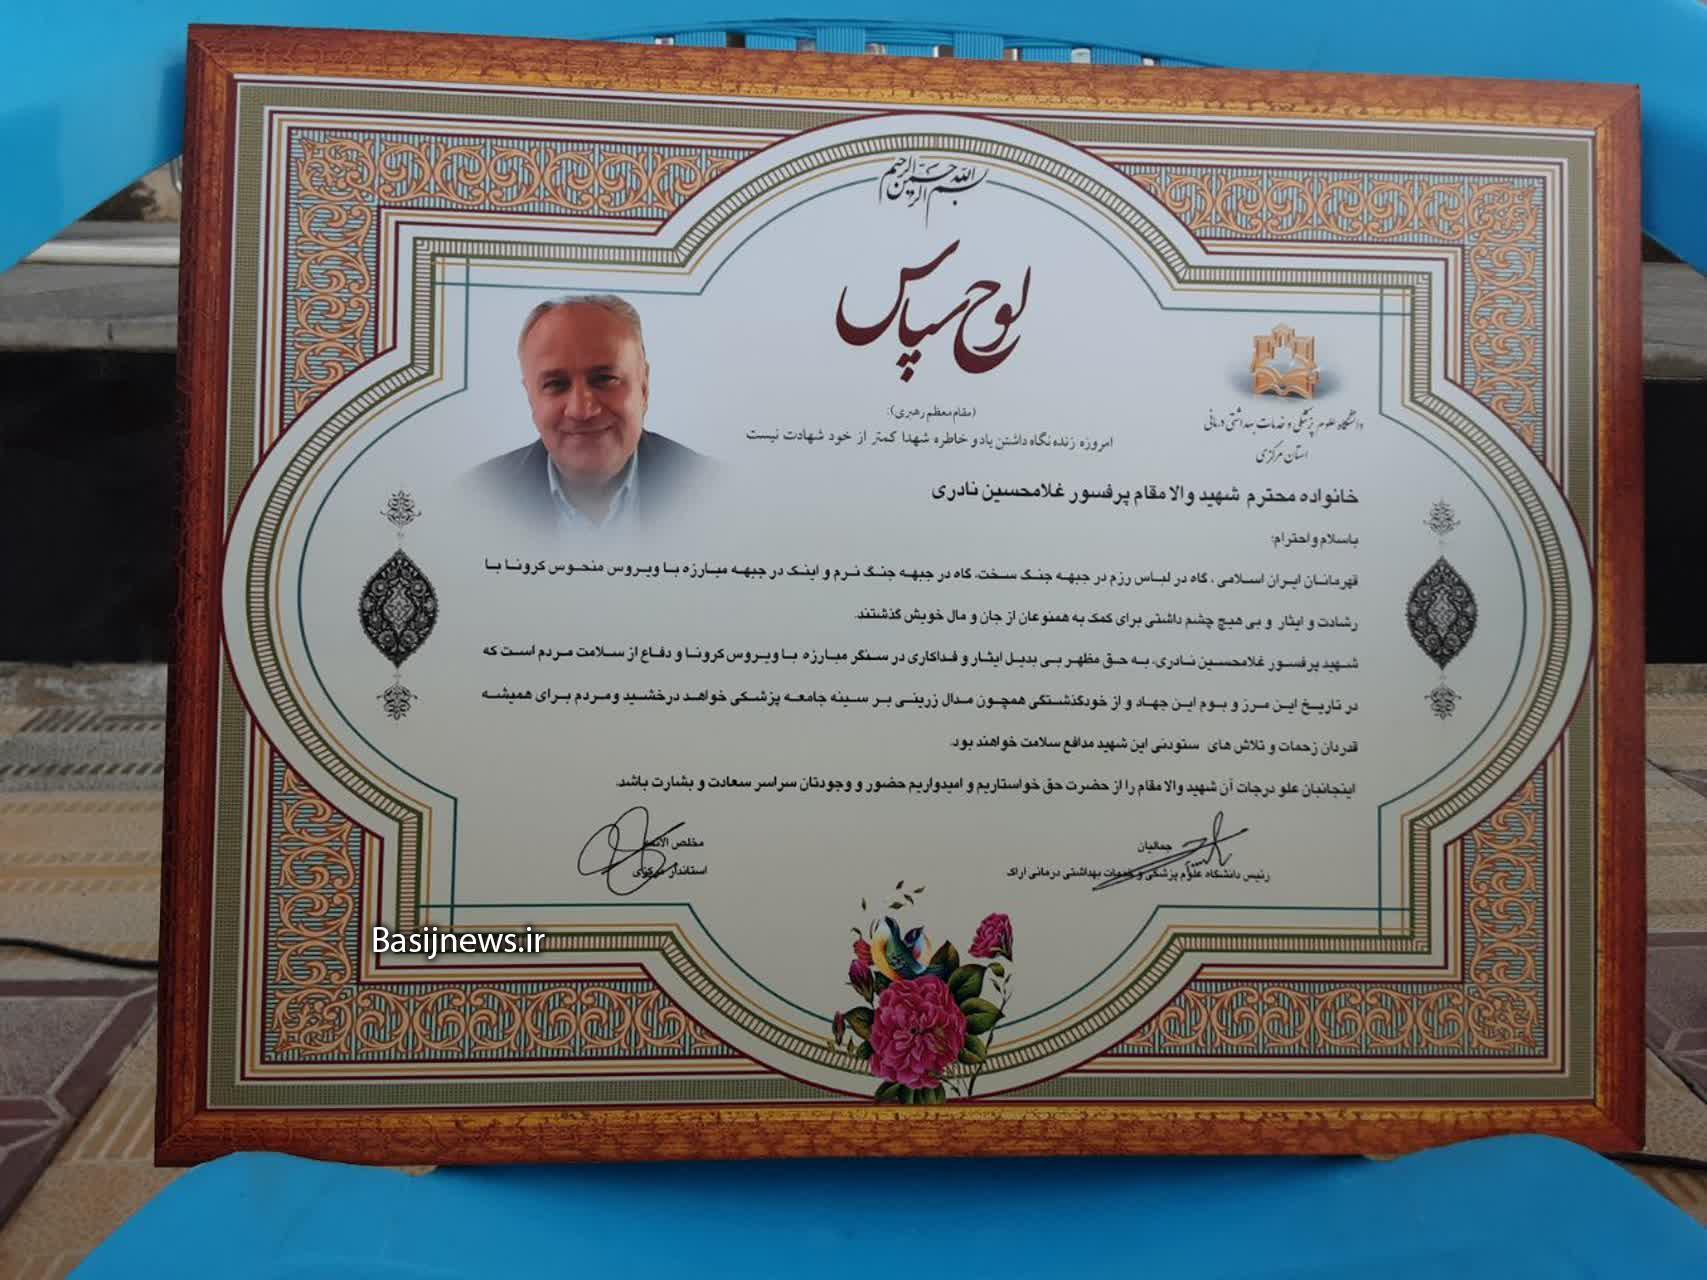 بسم الله الرحمن الرحیم
لوح سپاس
دانشگاه علوم پزشکی و خدمات بهداشتی درمانی
استان مرکزی
(مقام معظم رهبری):
امروزه زنده نگاه داشتن یاد و خاطره شهدا کمتر از خود شهادت نیست
خانواده محترم شهید والا مقام پرفسور غلامحسین نادری
باسلام و احترام؛
قهرمانان ایران اسلامی ، گاه در لباس رزم در جبهه جنگ سخت، گاه در جبهه جنگ نرم و اینک در جبهه مبارزه با ویروس منحوس کرونا با
رشادت و ایثار و بی هیچ چشم داشتی برای کمک به همنوعان از جان و مال خویش گذشتند.
شهید پرفسور غلامحسین نادری، به حق مظهر بی بدیل ایثار و فداکاری در سنگر مبارزه با ویروس کرونا و دفاع از سلامت مردم است که
در تاریخ این مرز و بوم این جهاد و از خودگذشتگی همچون مدال زرینی بر سینه جامعه پزشکی خواهد درخشید و مردم برای همیشه
قدردان زحمات و تلاش های ستودنی این شهید مدافع سلامت خواهند بود.
اینجانبان علو درجات آن شهید والا مقام را از حضرت حق خواستاریم و امیدواریم حضور و وجودتان سراسر سعادت و بشارت باشد.
جمالیان
رئیس دانشگاه علوم پزشکی و خدمات بهداشتی درمانی اراک
مخلص الائمه
استاندار مرکزی
Basijnews.ir